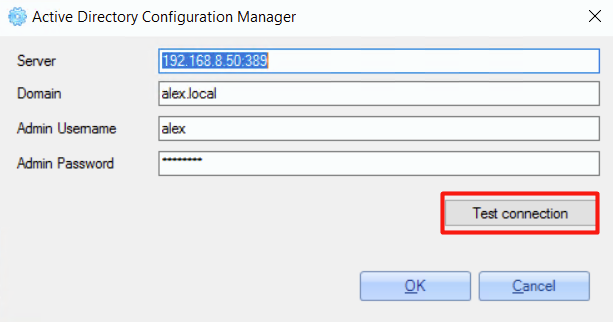 Active Directory Configuration Manager
Server 192.168.8.50:389
Domain alex.local
Admin Username alex
Admin Password ********
Test connection
OK Cancel